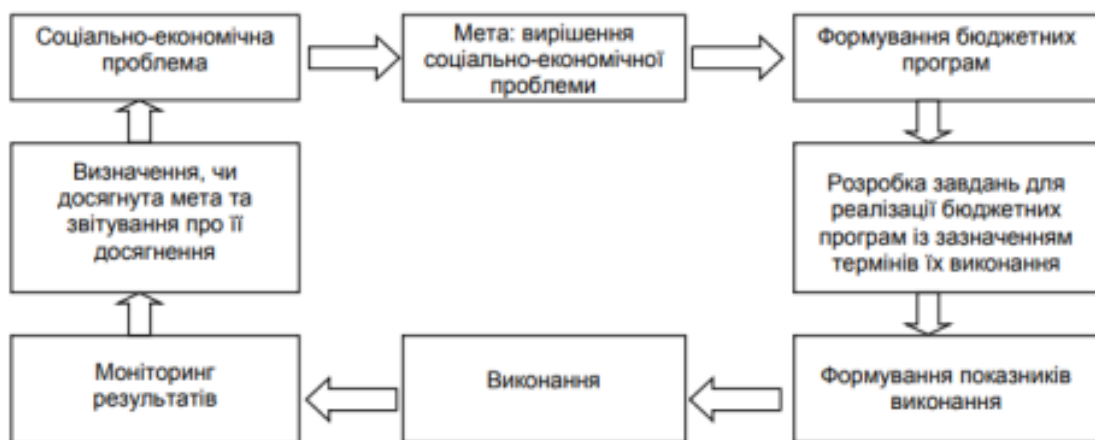 Соціально-економічна
проблема
Мета: вирішення
соціально-економічної
проблеми
Формування бюджетних
програм
Розробка завдань для
реалізації бюджетних
програм із зазначенням
термінів їх виконання
Формування показників
виконання
Виконання
Моніторинг
результатів
Визначення, чи
досягнута мета та
звітування про її
досягнення